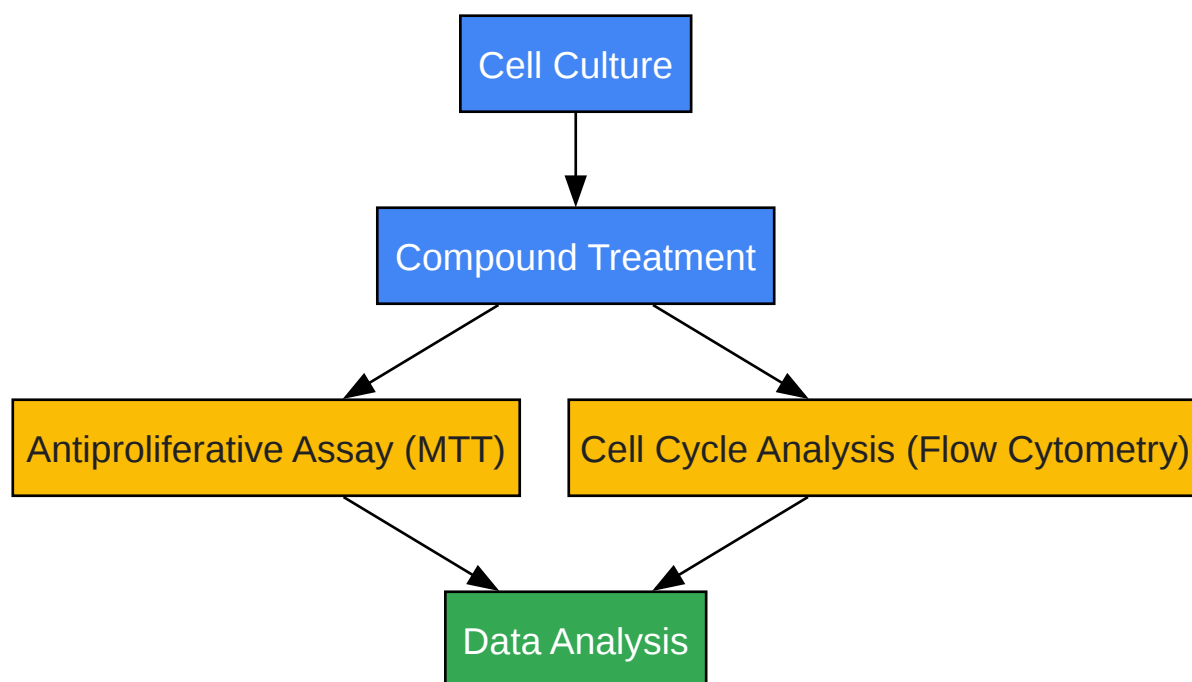 Cell Culture
Compound Treatment
Antiproliferative Assay (MTT)
Cell Cycle Analysis (Flow Cytometry)
Data Analysis